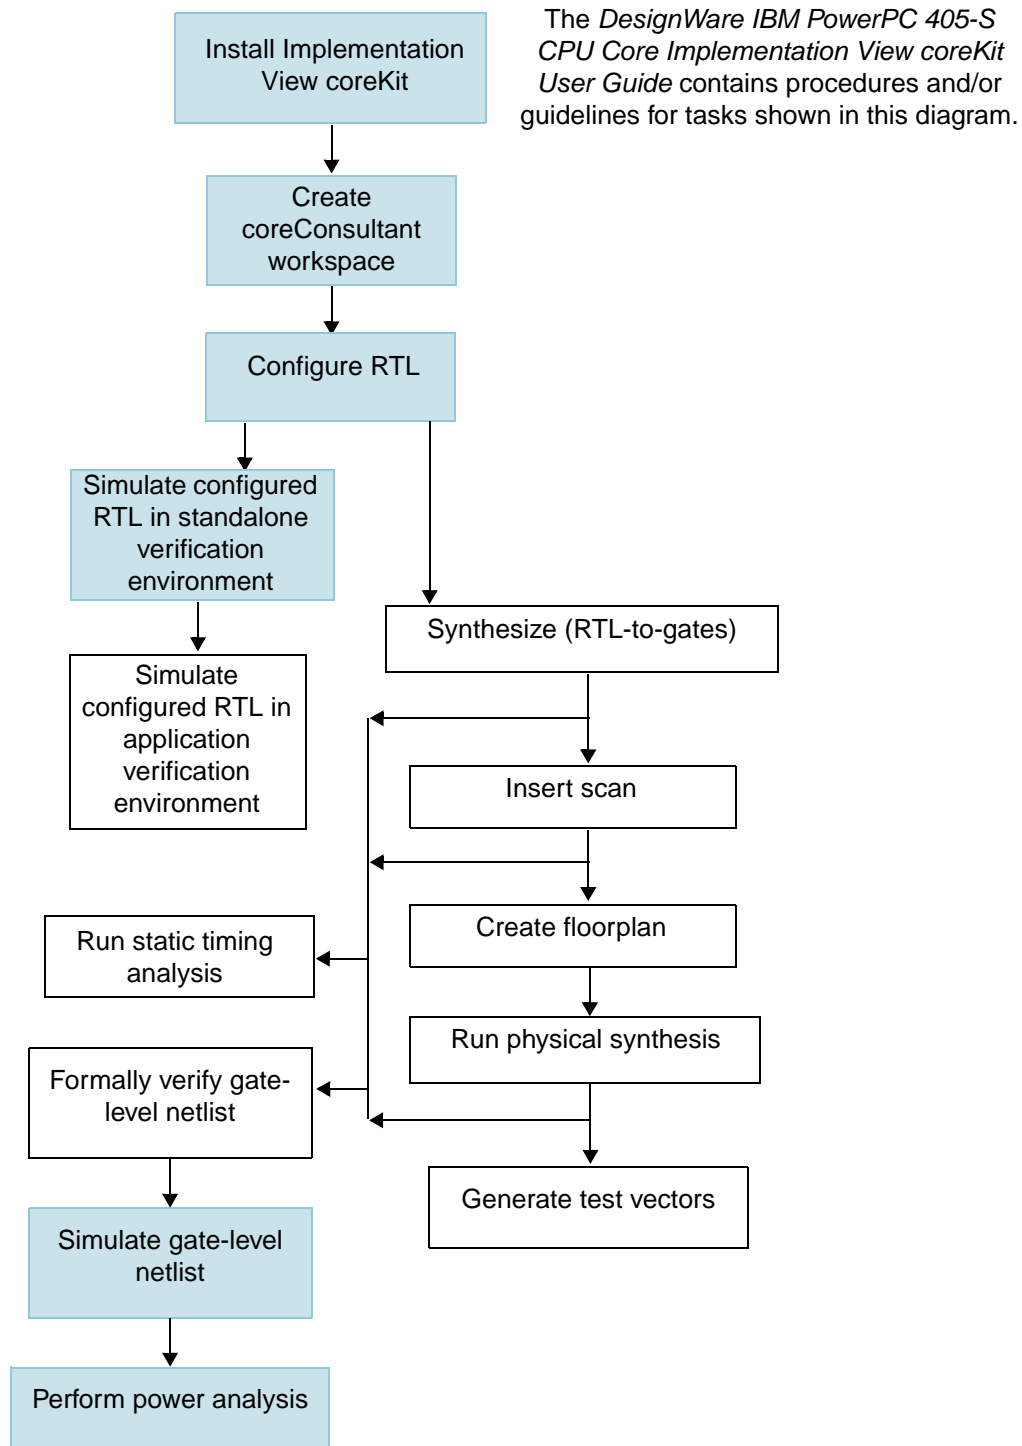 Install Implementation
View coreKit
The DesignWare IBM PowerPC 405-S
CPU Core Implementation View coreKit
User Guide contains procedures and/or
guidelines for tasks shown in this diagram.
Create
coreConsultant
workspace
Configure RTL
Simulate configured
RTL in standalone
verification
environment
Synthesize (RTL-to-gates)
Simulate
configured RTL in
application
verification
environment
Insert scan
Create floorplan
Run static timing
analysis
Run physical synthesis
Formally verify gate-
level netlist
Generate test vectors
Simulate gate-level
netlist
Perform power analysis